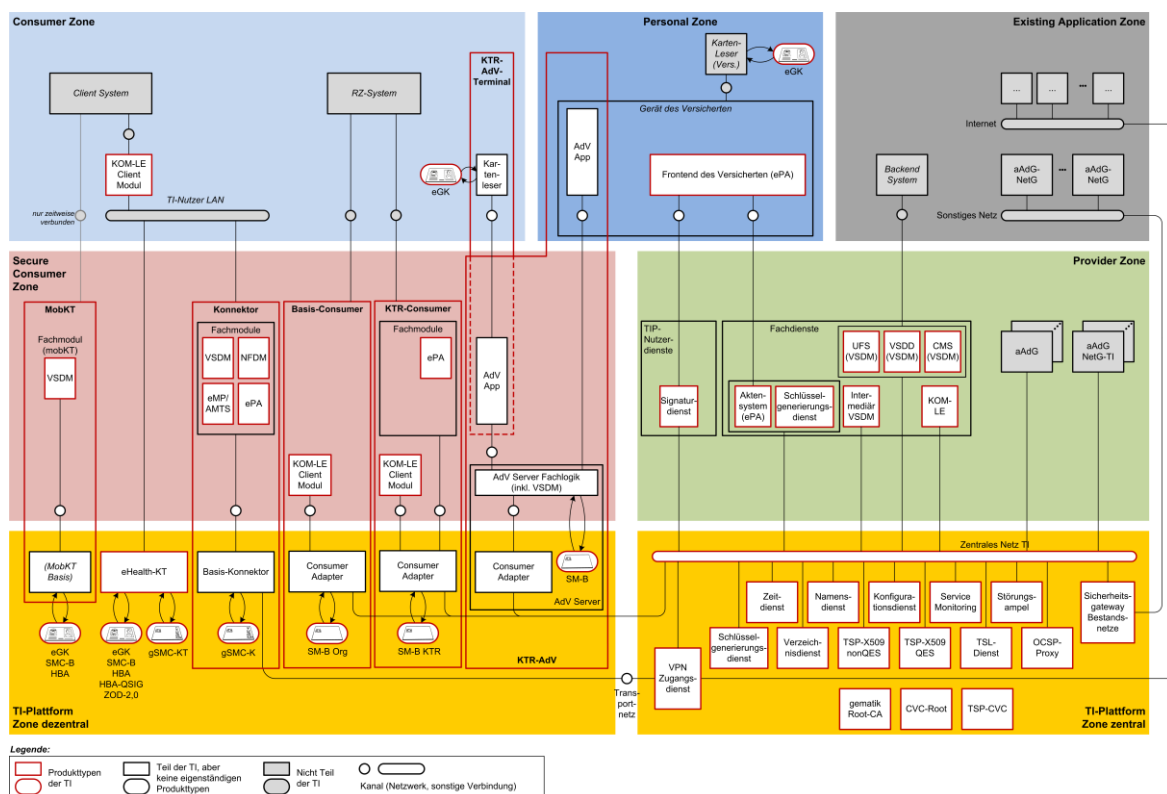 Consumer Zone
Client System
RZ-System
KTR-
AdV-
Terminal
KOM-LE
Client
Modul
eGK
Kar-
ten-
leser
nur zeitweise
verbunden
TI-Nutzer LAN
Personal Zone
Karten-
Leser
(Vers.)
eGK
Gerät des Versicherten
AdV
App
Frontend des Versicherten (ePA)
Existing Application Zone
...
...
...
...
Internet
Backend
System
aAdG-
NetG
...
aAdG-
NetG
Sonstiges Netz
Secure
Consumer
Zone
MobKT
Fachmodul
(mobKT)
VSDM
Konnektor
Fachmodule
VSDM
NFDM
eMP/
AMTS
ePA
Basis-Consumer
KOM-LE
Client
Modul
KTR-Consumer
Fachmodule
ePA
KOM-LE
Client
Modul
AdV
App
AdV Server Fachlogik
(inkl. VSDM)
Provider Zone
TIP-
Nutzer-
dienste
Signatur-
dienst
Fachdienste
UFS
(VSDM)
VSDD
(VSDM)
CMS
(VSDM)
Akten-
system
(ePA)
Schlüssel-
generierungs-
dienst
Inter-
mediär
VSDM
KOM-
LE
aAdG
aAdG
NetG-TI
(MobKT
Basis)
eHealth-KT
Basis-Konnektor
Consumer
Adapter
Consumer
Adapter
Consumer
Adapter
SM-B
AdV Server
eGK
SMC-B
HBA
eGK
SMC-B
HBA
HBA-QSIG
ZOD-2.0
gSMC-KT
gSMC-K
SM-B Org
SM-B KTR
KTR-AdV
TI-Plattform
Zone dezentral
Trans-
port-
netz
Zentrales Netz TI
Zeit-
dienst
Namens-
dienst
Konfigura-
tionsdienst
Service
Monitoring
Störungs-
ampel
Sicherheits-
gateway
Bestands-
netze
Schlüssel-
generierungs-
dienst
Verzeich-
nisdienst
TSP-X509
nonQES
TSP-X509
QES
TSL-
Dienst
OCSP-
Proxy
VPN
Zugangs-
dienst
gematik
Root-CA
CVC-Root
TSP-CVC
TI-Plattform
Zone zentral
Legende:
Produkttypen
der TI
Teil der TI, aber
keine eigenständigen
Produkttypen
Nicht Teil
der TI
Kanal (Netzwerk, sonstige Verbindung)